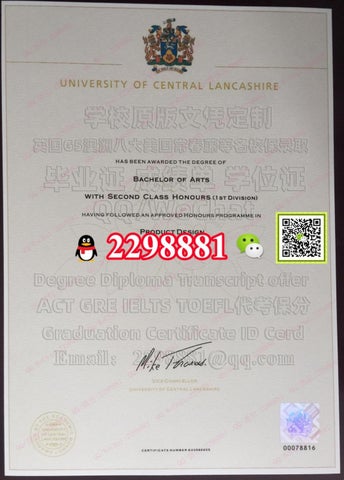 UNIVERSITY OF CENTRAL LANCASHIRE
学校原版文凭定制
HAS BEEN AWARDED THE DEGREE OF
BACHELOR OF ARTS
毕业证 成绩单 学位证
WITH SECOND CLASS HONOURS (1ST DIVISION)
HAVING FOLLOWED AN APPROVED HONOURS PROGRAMME IN
PRODUCT DESIGN
2298881
Degree Diploma Transcript offer
ACT GRE IELTS TOEFL代考保分
Graduation Certificate ID Cerd
Email:
@qq.com
VICE-CHANCELLOR
UNIVERSITY OF CENTRAL LANCASHIRE
CERTIFICATE NUMBER
00078816